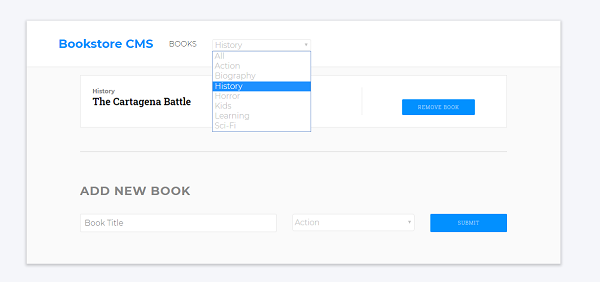 Bookstore CMS BOOKS History
All
Action
Biography
History
Horror
Kids
Learning
Sci-Fi
History
The Cartagena Battle
REMOVE BOOK
ADD NEW BOOK
Book Title Action SUBMIT